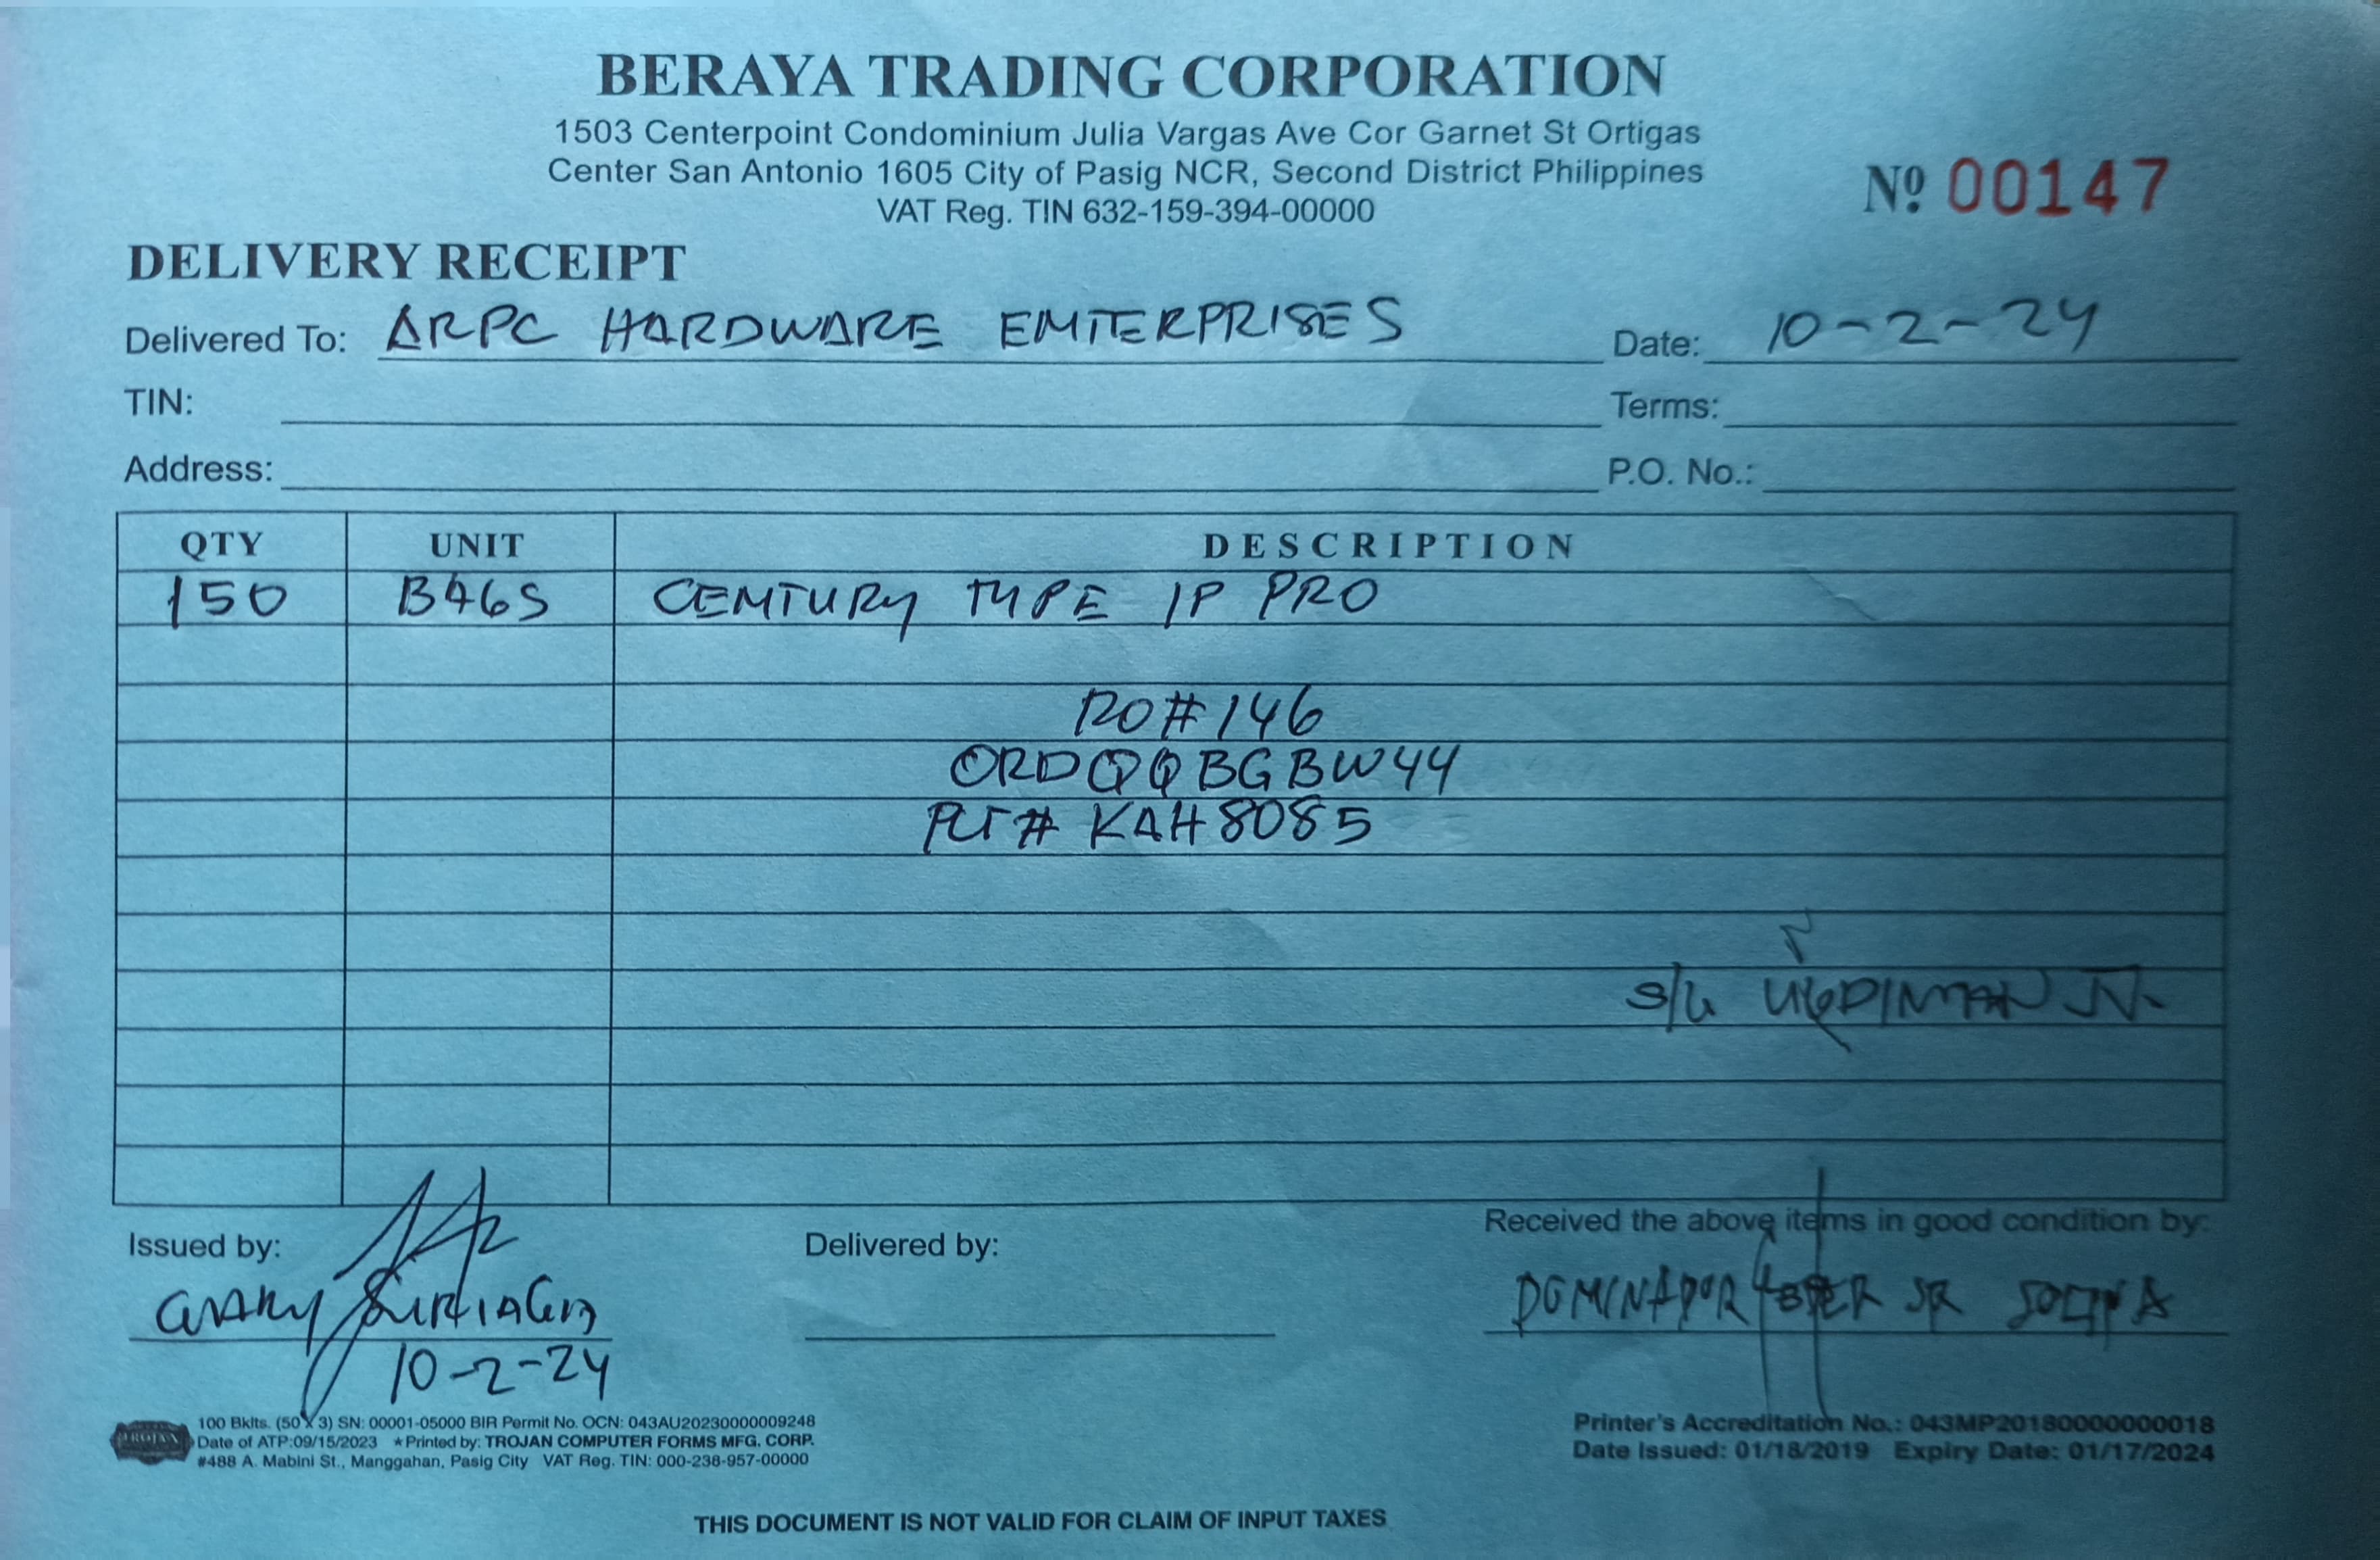 BERAYA TRADING CORPORATION
1503 Centerpoint Condominium Julia Vargas Ave Cor Garnet St Ortigas
Center San Antonio 1605 City of Pasig NCR, Second District Philippines
VAT Reg. TIN 632-159-394-00000
Nº 00147
DELIVERY RECEIPT
Delivered To: ARPC HARDWARE ENTERPRISES Date: 10-2-24
TIN: Terms:
Address: P.O. No.:
QTY UNIT DESCRIPTION
150 BAGS CENTURY TYPE 1P PRO
RO#146
ORDQQBGBW44
PLT# KAH8085
Issued by: Delivered by: Received the above items in good condition by:
DOMINADOR SR
10-2-24
100 Bklts. (50 x 3) SN: 00001-05000 BIR Permit No. OCN: 043AU20230000009248
Date of ATP:09/15/2023 ★Printed by: TROJAN COMPUTER FORMS MFG. CORP.
#488 A. Mabini St., Manggahan, Pasig City VAT Reg. TIN: 000-238-957-00000
TROJAN
Printer's Accreditation No.: 043MP20180000000018
Date Issued: 01/18/2019 Expiry Date: 01/17/2024
THIS DOCUMENT IS NOT VALID FOR CLAIM OF INPUT TAXES